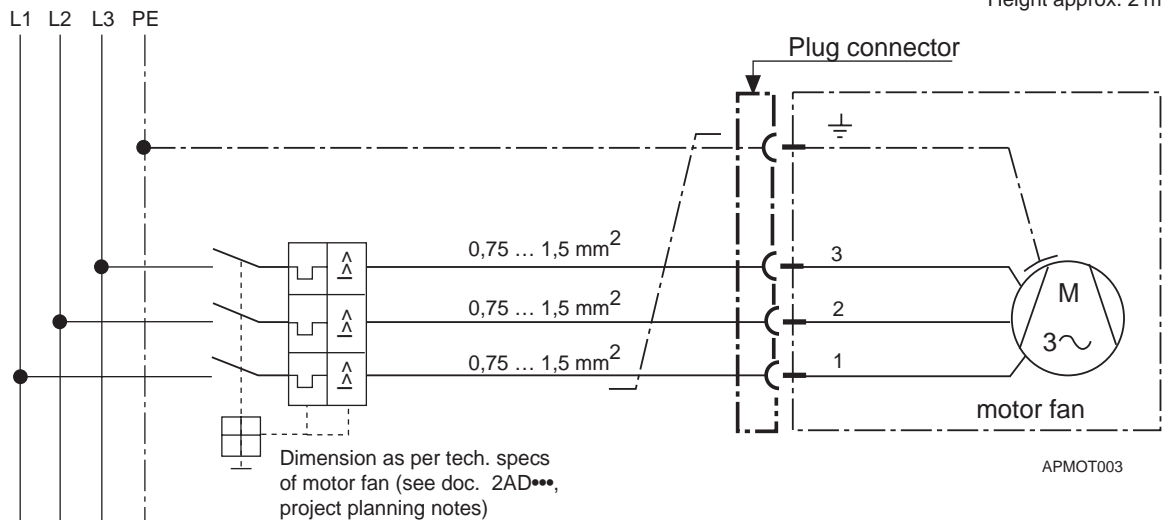 Height approx. 21m
L1 L2 L3 PE
Plug connector
0,75 … 1,5 mm2
3
0,75 … 1,5 mm2
2
0,75 … 1,5 mm2
1
M
3~
motor fan
Dimension as per tech. specs
of motor fan (see doc. 2AD•••,
project planning notes)
APMOT003